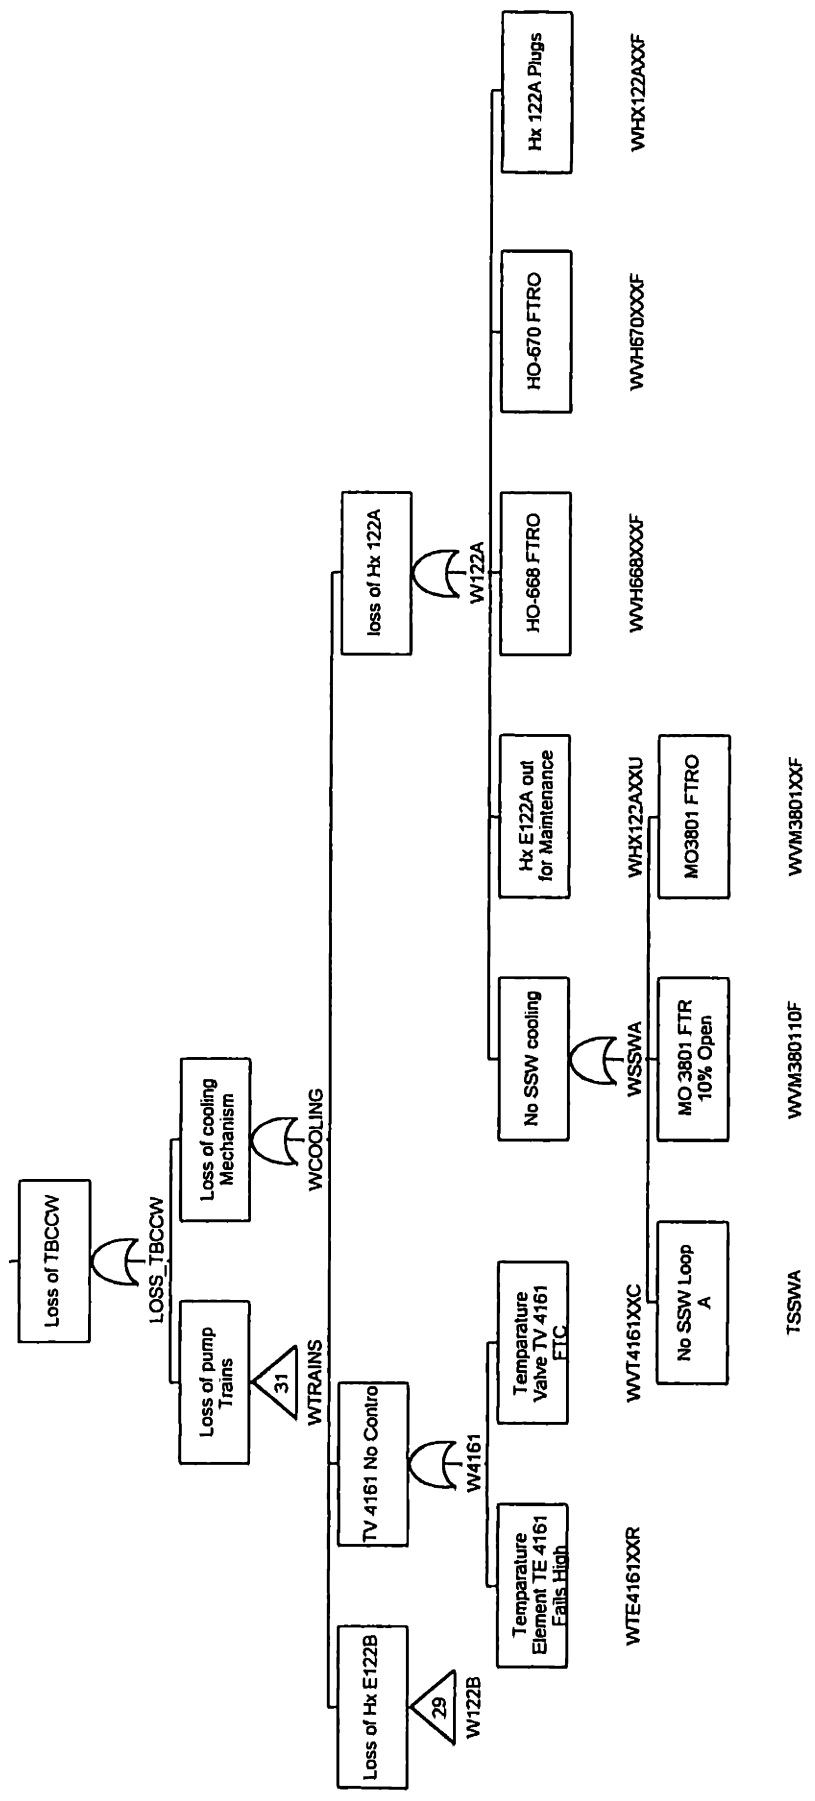 Loss of TBCCW
LOSS_TBCCW
Loss of pump
Trains
31
WTRAINS
Loss of cooling
Mechanism
WCOOLING
Loss of Hx E122B
29
W122B
TV 4161 No Contro
W4161
loss of Hx 122A
W122A
Temparature
Element TE 4161
Fails High
WTE4161XXR
Temparature
Valve TV 4161
FTC
WVT4161XXC
No SSW cooling
WSSWA
Hx E122A out
for Maintenance
WHX122AXXU
HO-668 FTRO
WVH668XXXF
HO-670 FTRO
WVH670XXXF
Hx 122A Plugs
WHX122AXXF
No SSW Loop
A
TSSWA
MO 3801 FTR
10% Open
WVM380110F
MO3801 FTRO
WVM3801XXF